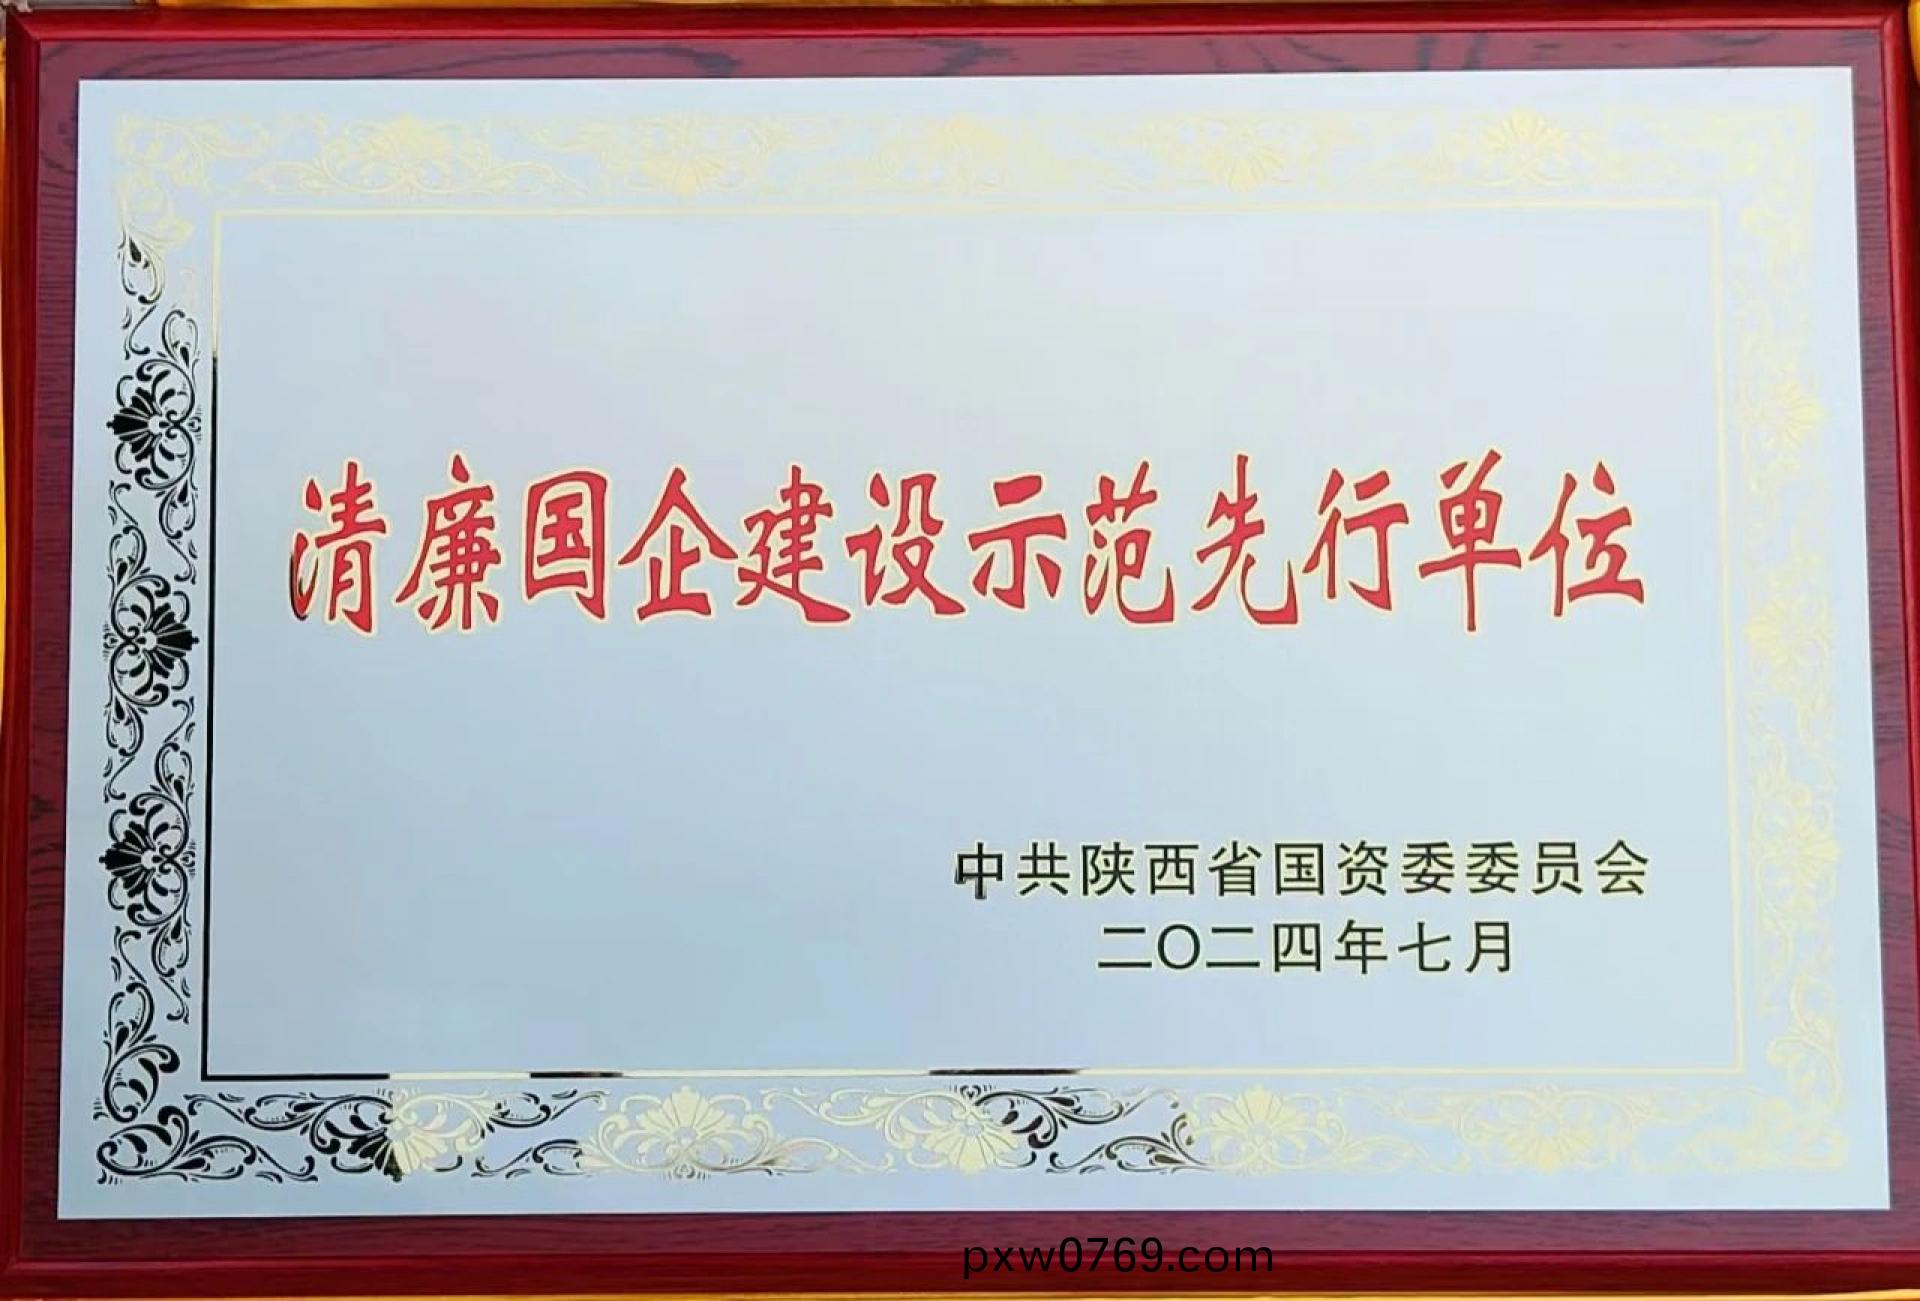 清廉国企建设示范先行单位
中共陕西省国资委委员会
二〇二四年七月
pxw0769.com